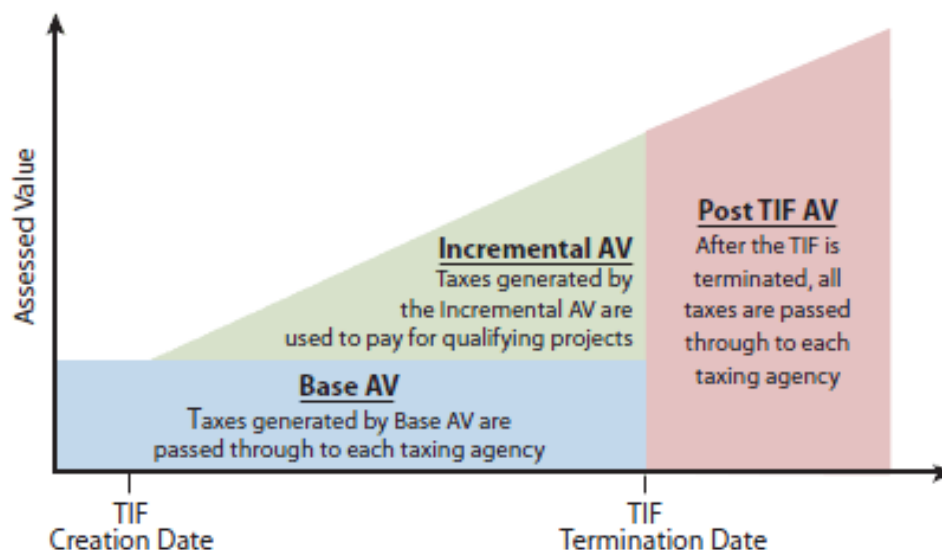 Assessed Value
Incremental AV
Taxes generated by
the Incremental AV are
used to pay for qualifying projects
Post TIF AV
After the TIF is
terminated, all
taxes are passed
through to each
taxing agency
Base AV
Taxes generated by Base AV are
passed through to each taxing agency
TIF
Creation Date
TIF
Termination Date